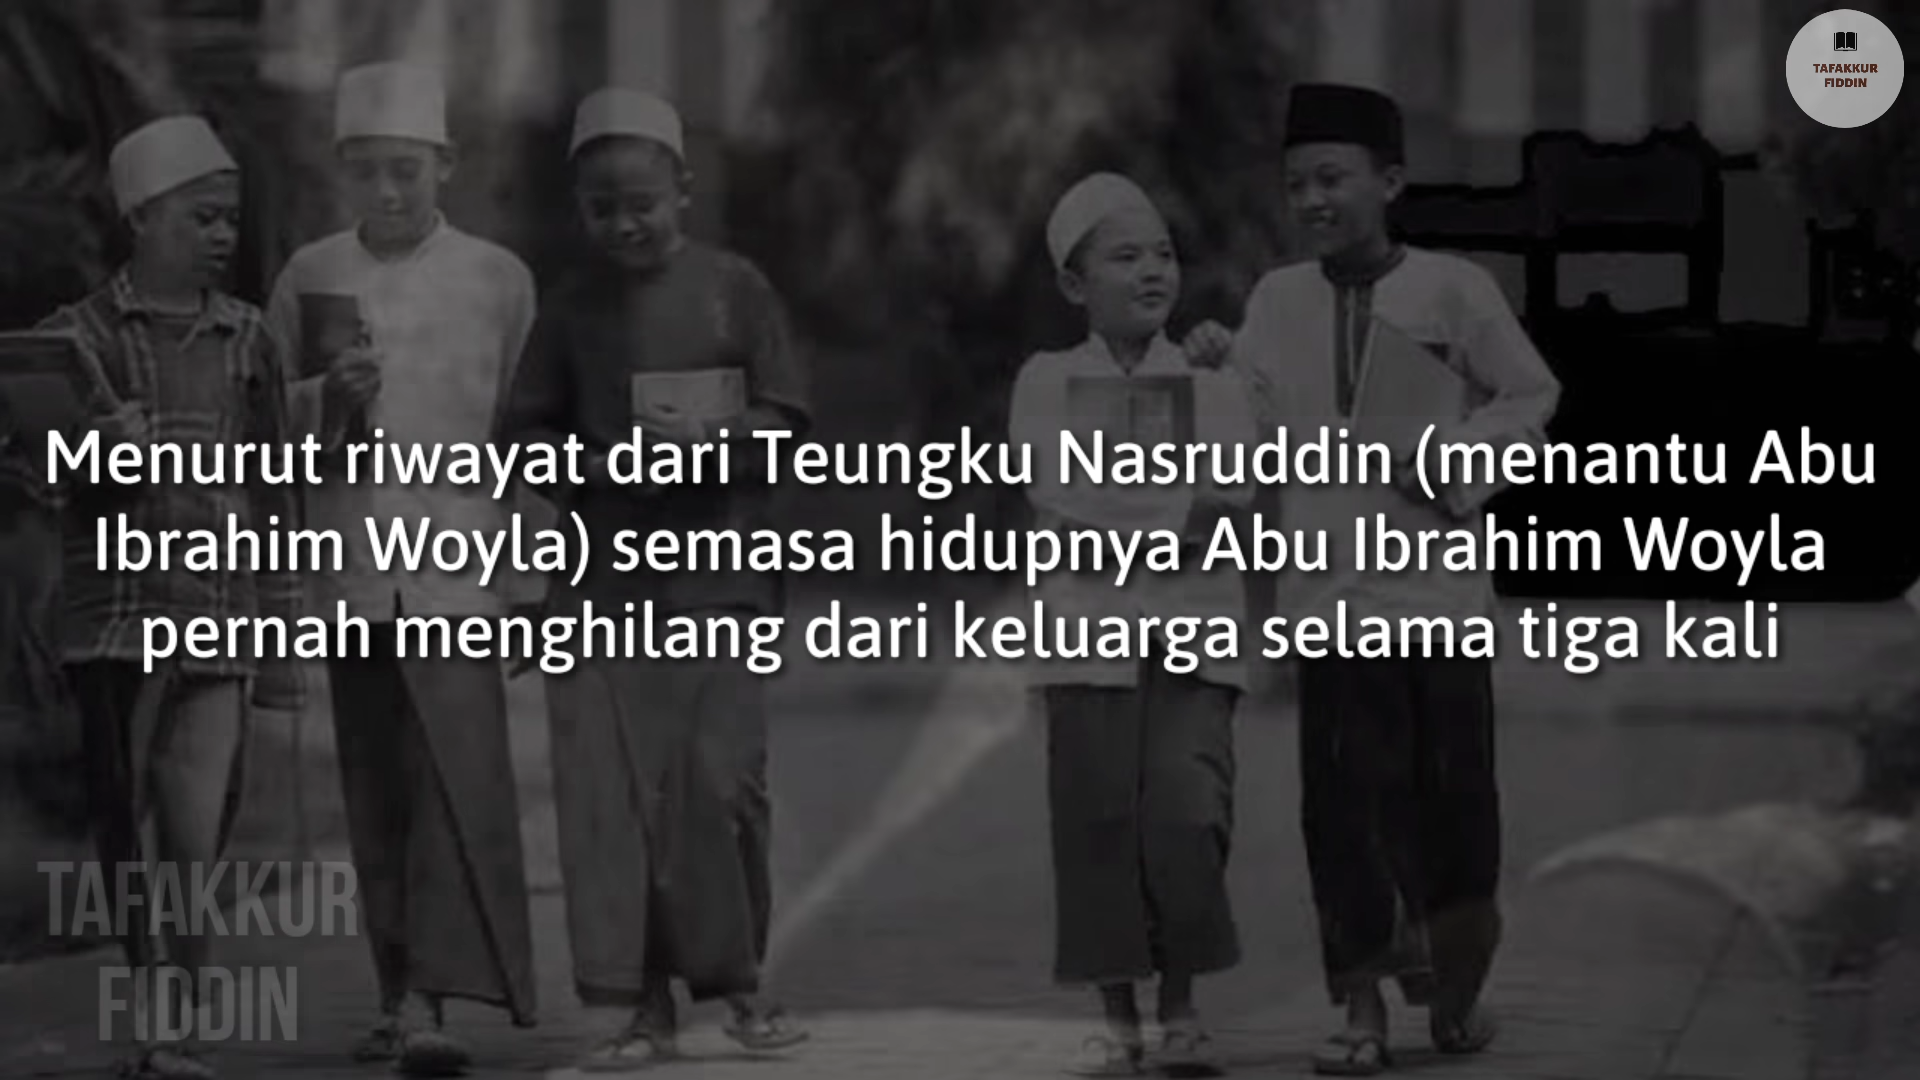 TAFAKKUR
FIDDIN
Menurut riwayat dari Teungku Nasruddin (menantu Abu
Ibrahim Woyla) semasa hidupnya Abu Ibrahim Woyla
pernah menghilang dari keluarga selama tiga kali
TAFAKKUR
FIDDIN